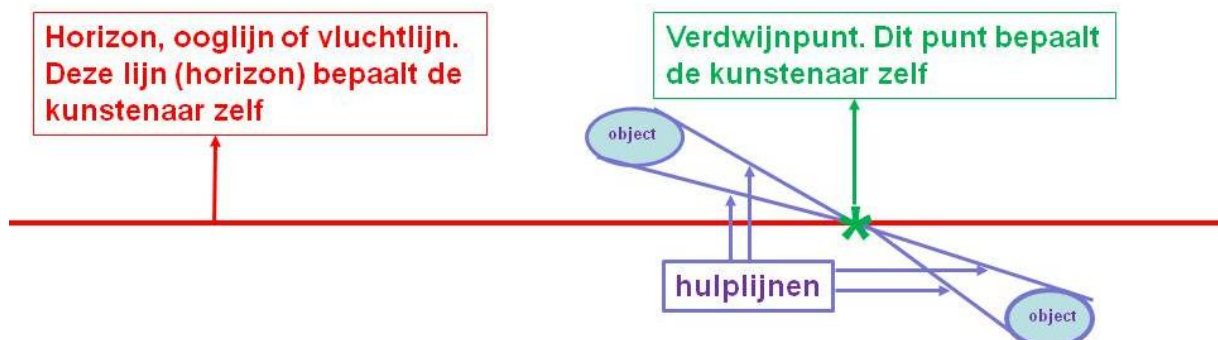 Horizon, ooglijn of vluchtlijn.
Deze lijn (horizon) bepaalt de
kunstenaar zelf
Verdwijnpunt. Dit punt bepaalt
de kunstenaar zelf
object
hulplijnen
object